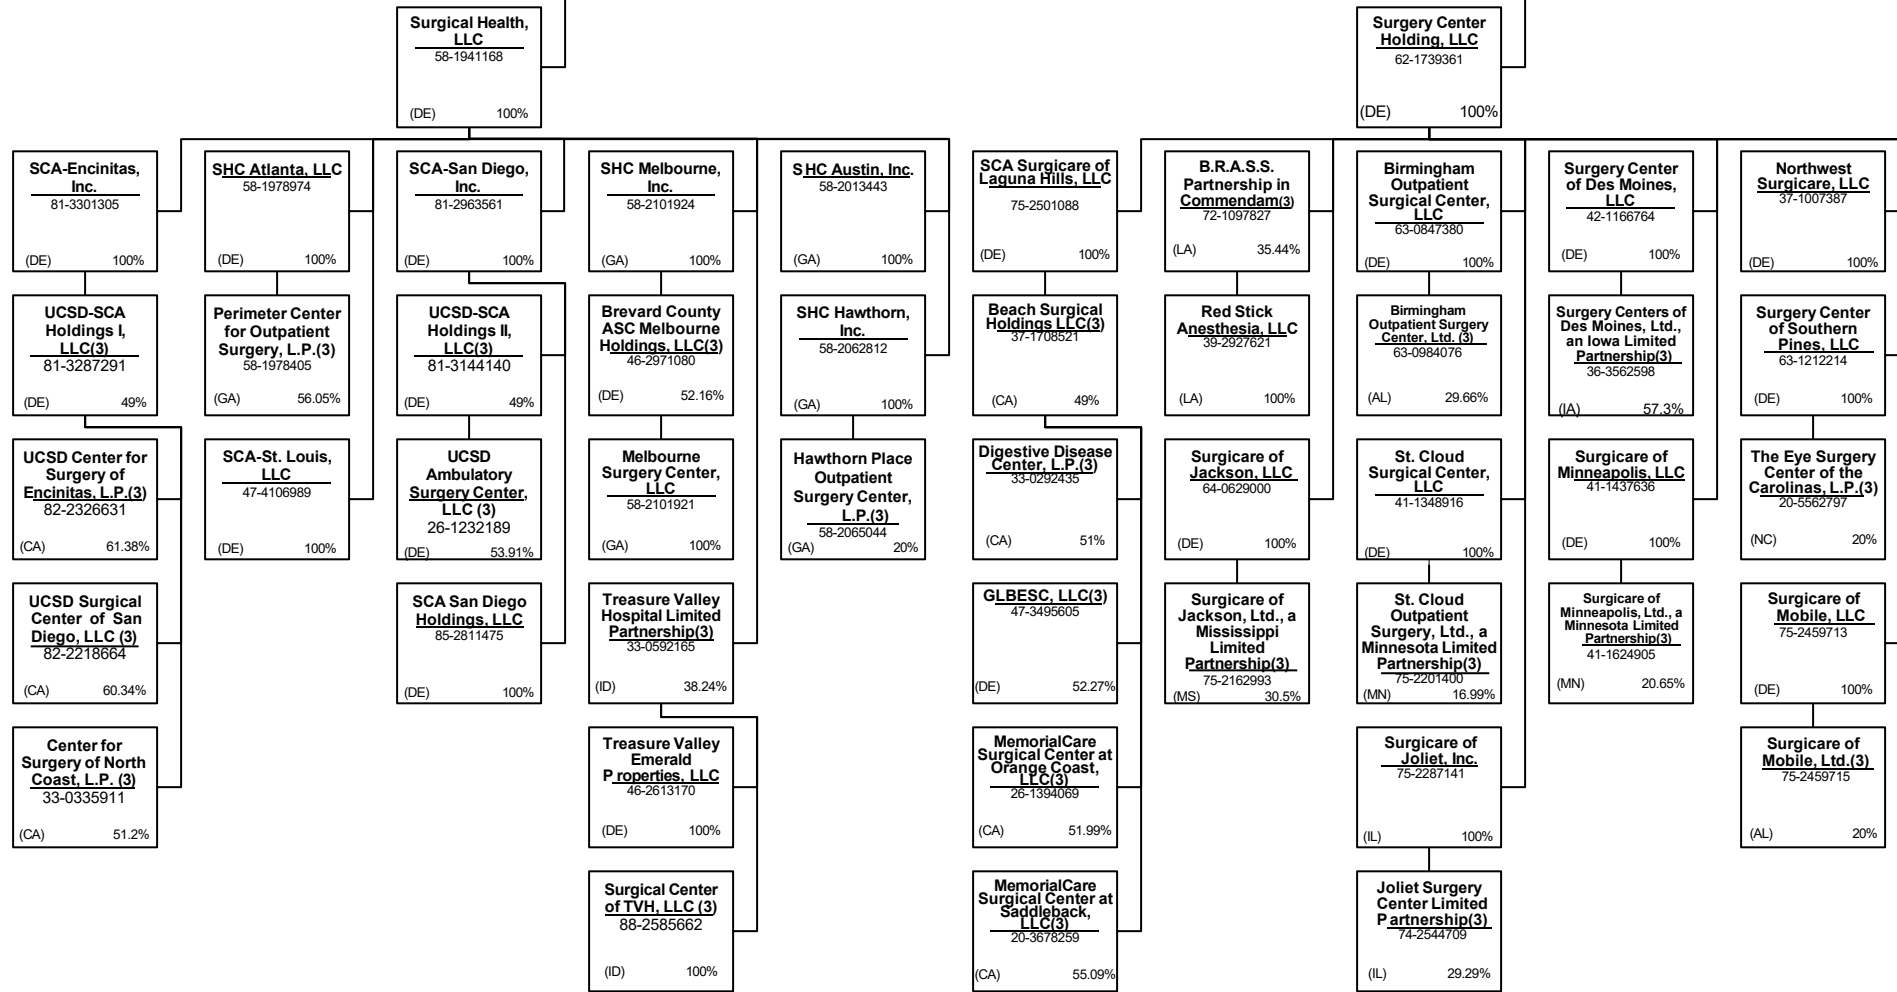 Surgical Health,
LLC
58-1941168
(DE) 100%
Surgery Center
Holding, LLC
62-1739361
(DE) 100%
SCA-Encinitas,
Inc.
81-3301305
(DE) 100%
SHC Atlanta, LLC
58-1978974
(DE) 100%
SCA-San Diego,
Inc.
81-2963561
(DE) 100%
SHC Melbourne,
Inc.
58-2101924
(GA) 100%
SHC Austin, Inc.
58-2013443
(GA) 100%
SCA Surgicare of
Laguna Hills, LLC
75-2501088
(DE) 100%
B.R.A.S.S.
Partnership in
Commendam(3)
72-1097827
(LA) 35.44%
Birmingham
Outpatient
Surgical Center,
LLC
63-0847380
(DE) 100%
Surgery Center
of Des Moines,
LLC
42-1166764
(DE) 100%
Northwest
Surgicare, LLC
37-1007387
(DE) 100%
UCSD-SCA
Holdings I,
LLC(3)
81-3287291
(DE) 49%
Perimeter Center
for Outpatient
Surgery, L.P.(3)
58-1978405
(GA) 56.05%
UCSD-SCA
Holdings II,
LLC(3)
81-3144140
(DE) 49%
Brevard County
ASC Melbourne
Holdings, LLC(3)
46-2971080
(DE) 52.16%
SHC Hawthorn,
Inc.
58-2062812
(GA) 100%
Beach Surgical
Holdings LLC(3)
37-1708521
(CA) 49%
Red Stick
Anesthesia, LLC
39-2927621
(LA) 100%
Birmingham
Outpatient Surgery
Center, Ltd. (3)
63-0984076
(AL) 29.66%
Surgery Centers of
Des Moines, Ltd.,
an Iowa Limited
Partnership(3)
36-3562598
(IA) 57.3%
Surgery Center
of Southern
Pines, LLC
63-1212214
(DE) 100%
UCSD Center for
Surgery of
Encinitas, L.P.(3)
82-2326631
(CA) 61.38%
SCA-St. Louis,
LLC
47-4106989
(DE) 100%
UCSD
Ambulatory
Surgery Center,
LLC (3)
26-1232189
(DE) 53.91%
Melbourne
Surgery Center,
LLC
58-2101921
(GA) 100%
Hawthorn Place
Outpatient
Surgery Center,
L.P.(3)
58-2065044
(GA) 20%
Digestive Disease
Center, L.P.(3)
33-0292435
(CA) 51%
Surgicare of
Jackson, LLC
64-0629000
(DE) 100%
St. Cloud
Surgical Center,
LLC
41-1348916
(DE) 100%
Surgicare of
Minneapolis, LLC
41-1437636
(DE) 100%
The Eye Surgery
Center of the
Carolinas, L.P.(3)
20-5562797
(NC) 20%
UCSD Surgical
Center of San
Diego, LLC (3)
82-2218664
(CA) 60.34%
SCA San Diego
Holdings, LLC
85-2811475
(DE) 100%
Treasure Valley
Hospital Limited
Partnership(3)
33-0592165
(ID) 38.24%
GLBESC, LLC(3)
47-3495605
(DE) 52.27%
Surgicare of
Jackson, Ltd., a
Mississippi
Limited
Partnership(3)
75-2162993
(MS) 30.5%
St. Cloud
Outpatient
Surgery, Ltd., a
Minnesota Limited
Partnership(3)
75-2201400
(MN) 16.99%
Surgicare of
Minneapolis, Ltd., a
Minnesota Limited
Partnership(3)
41-1624905
(MN) 20.65%
Surgicare of
Mobile, LLC
75-2459713
(DE) 100%
Center for
Surgery of North
Coast, L.P. (3)
33-0335911
(CA) 51.2%
Treasure Valley
Emerald
Properties, LLC
46-2613170
(DE) 100%
MemorialCare
Surgical Center at
Orange Coast,
LLC(3)
26-1394069
(CA) 51.99%
Surgicare of
Joliet, Inc.
75-2287141
(IL) 100%
Surgicare of
Mobile, Ltd.(3)
75-2459715
(AL) 20%
Surgical Center
of TVH, LLC (3)
88-2585662
(ID) 100%
MemorialCare
Surgical Center at
Saddleback,
LLC(3)
20-3678259
(CA) 55.09%
Joliet Surgery
Center Limited
Partnership(3)
74-2544709
(IL) 29.29%